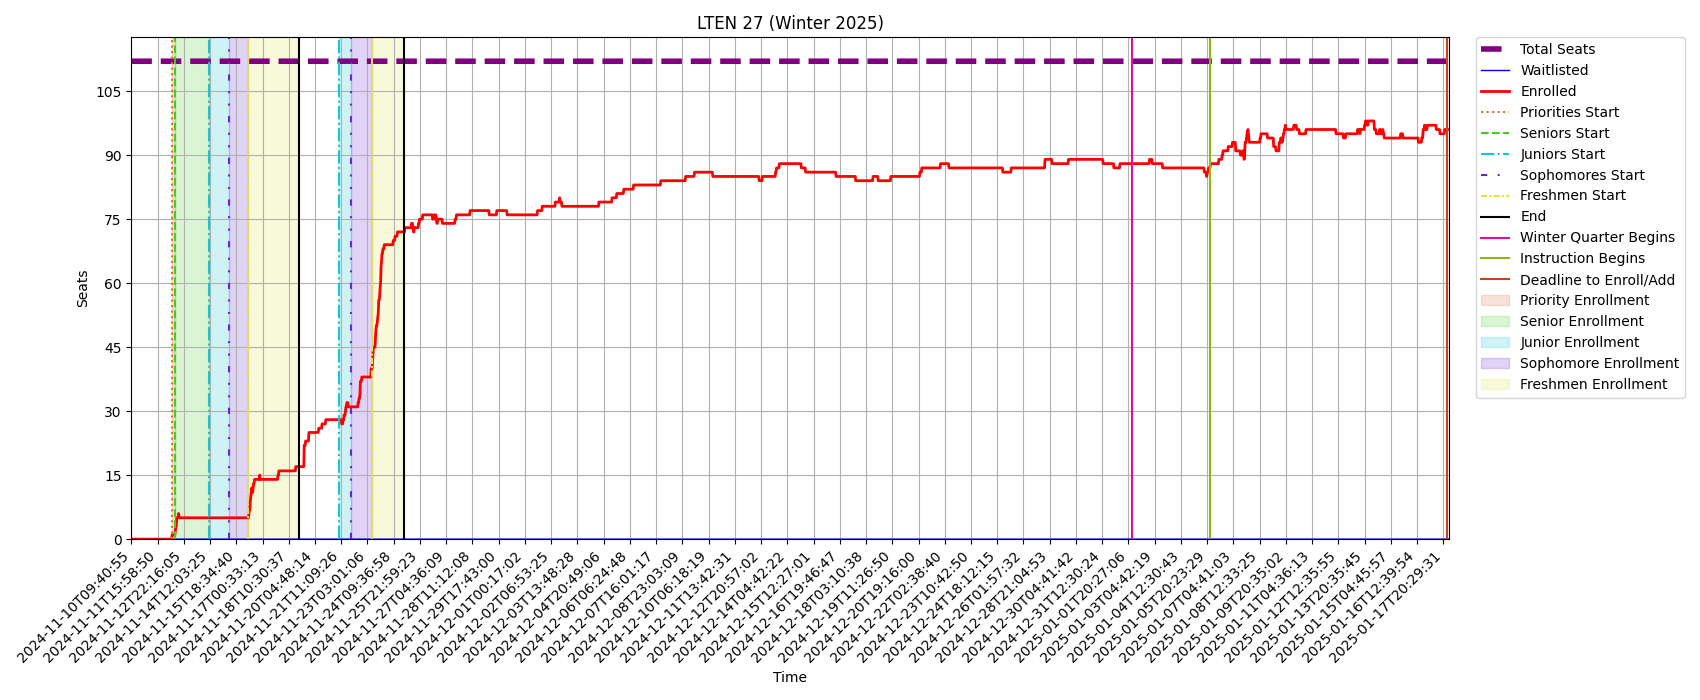 LTEN 27 (Winter 2025)
Seats
105
90
75
60
45
30
15
0
2024-11-10T09:40:55
2024-11-11T15:58:50
2024-11-12T22:16:05
2024-11-14T12:03:25
2024-11-15T18:34:40
2024-11-17T00:33:13
2024-11-18T10:30:37
2024-11-20T04:48:14
2024-11-21T11:09:26
2024-11-23T03:01:06
2024-11-24T09:36:58
2024-11-25T21:59:23
2024-11-27T04:36:09
2024-11-28T11:12:08
2024-11-29T17:43:00
2024-12-01T00:17:02
2024-12-02T06:53:25
2024-12-03T13:48:28
2024-12-04T20:49:06
2024-12-06T06:24:48
2024-12-07T16:01:17
2024-12-08T23:03:09
2024-12-10T06:18:19
2024-12-11T13:42:31
2024-12-12T20:57:02
2024-12-14T04:42:22
2024-12-15T12:27:01
2024-12-16T19:46:47
2024-12-18T03:10:38
2024-12-19T11:26:50
2024-12-20T19:16:00
2024-12-22T02:38:40
2024-12-23T10:42:50
2024-12-24T18:12:15
2024-12-26T01:57:32
2024-12-28T21:04:53
2024-12-30T04:41:42
2024-12-31T12:30:24
2025-01-01T20:27:06
2025-01-03T04:42:19
2025-01-04T12:30:43
2025-01-05T20:23:29
2025-01-07T04:41:03
2025-01-08T12:33:25
2025-01-09T20:35:02
2025-01-11T04:36:13
2025-01-12T12:35:55
2025-01-13T20:35:45
2025-01-15T04:45:57
2025-01-16T12:39:54
2025-01-17T20:29:31
Time
Total Seats
Waitlisted
Enrolled
Priorities Start
Seniors Start
Juniors Start
Sophomores Start
Freshmen Start
End
Winter Quarter Begins
Instruction Begins
Deadline to Enroll/Add
Priority Enrollment
Senior Enrollment
Junior Enrollment
Sophomore Enrollment
Freshmen Enrollment